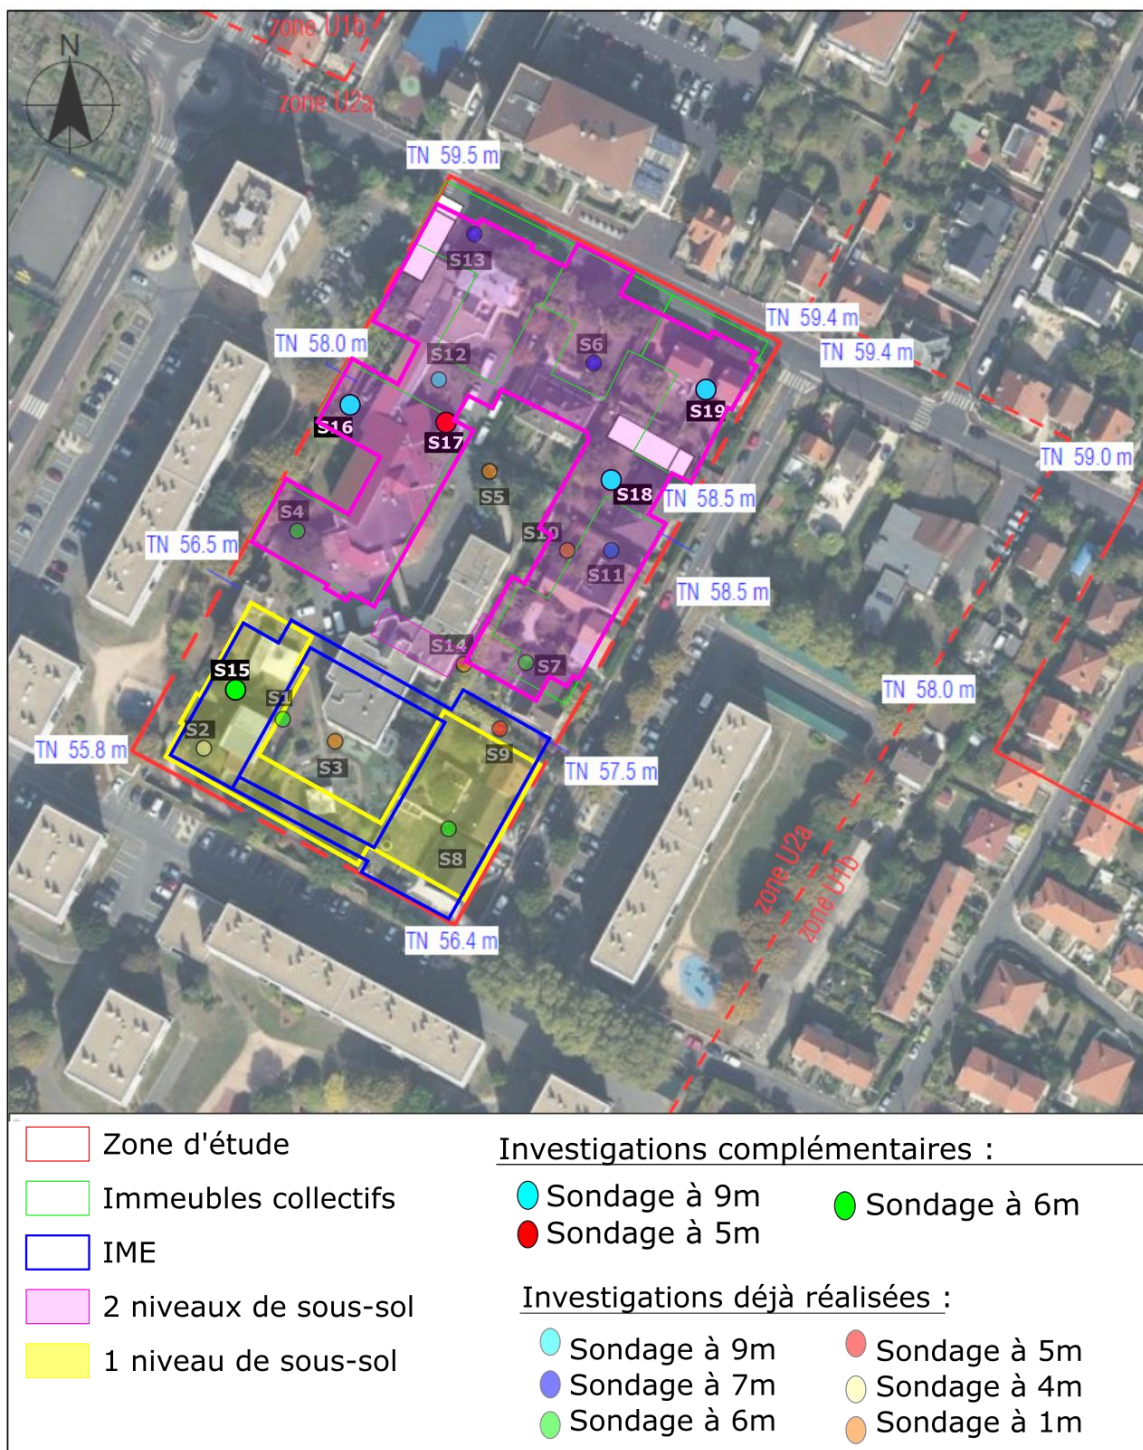 zone U1b
N
zone U2a
TN 59.5 m
S13
TN 59.4 m
TN 58.0 m
TN 59.4 m
S6
S12
S19
S16
S17
TN 59.0 m
S5
S18
TN 58.5 m
S4
S10
TN 56.5 m
S11
TN 58.5 m
S14
S7
S15
TN 58.0 m
S1
S2
S9
TN 55.8 m
S3
TN 57.5 m
S8
zone U2a
zone U1b
TN 56.4 m
Zone d'étude
Immeubles collectifs
IME
2 niveaux de sous-sol
1 niveau de sous-sol
Investigations complémentaires :
Sondage à 9m
Sondage à 6m
Sondage à 5m
Investigations déjà réalisées :
Sondage à 9m
Sondage à 5m
Sondage à 7m
Sondage à 4m
Sondage à 6m
Sondage à 1m